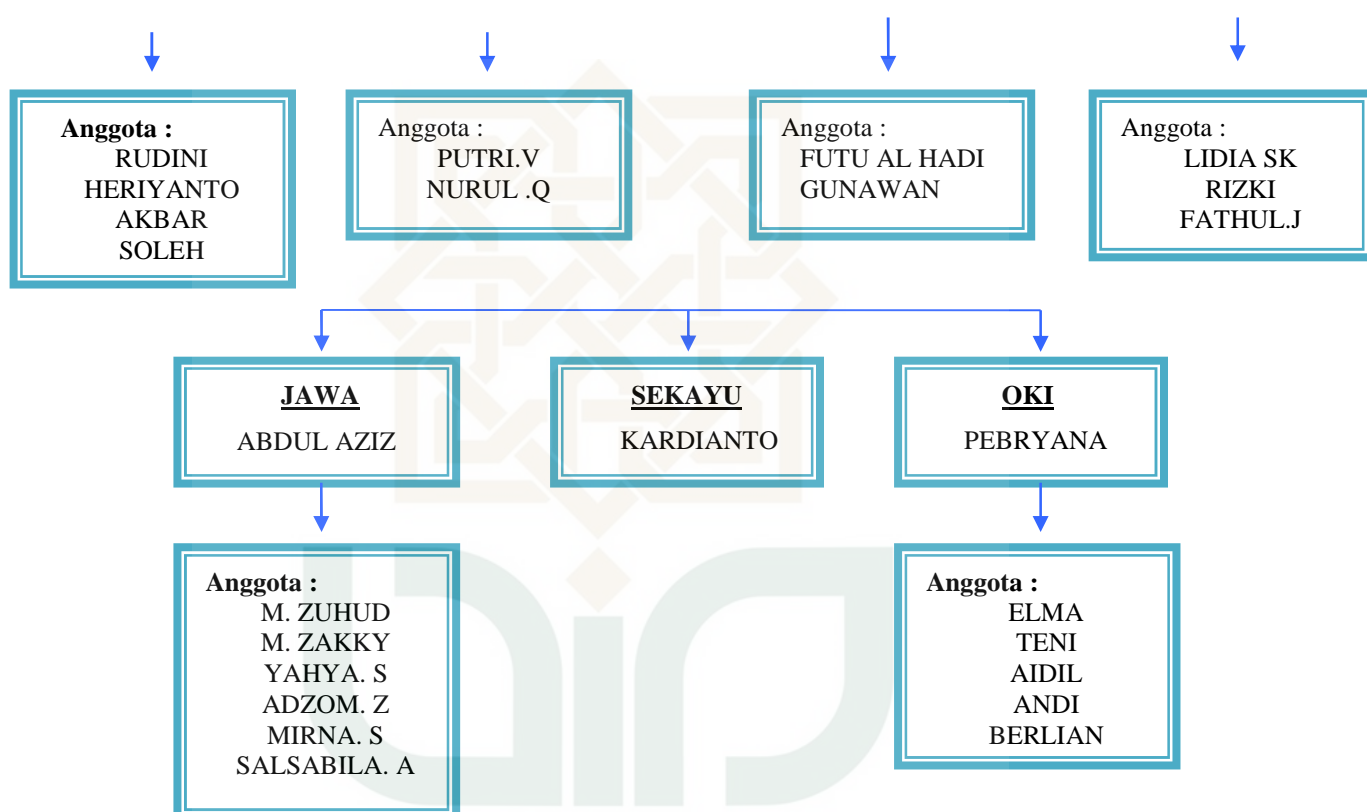 Anggota :
RUDINI
HERIYANTO
AKBAR
SOLEH
Anggota :
PUTRI.V
NURUL .Q
Anggota :
FUTU AL HADI
GUNAWAN
Anggota :
LIDIA SK
RIZKI
FATHUL.J
JAWA
ABDUL AZIZ
SEKAYU
KARDIANTO
OKI
PEBRYANA
Anggota :
M. ZUHUD
M. ZAKKY
YAHYA. S
ADZOM. Z
MIRNA. S
SALSABILA. A
Anggota :
ELMA
TENI
AIDIL
ANDI
BERLIAN